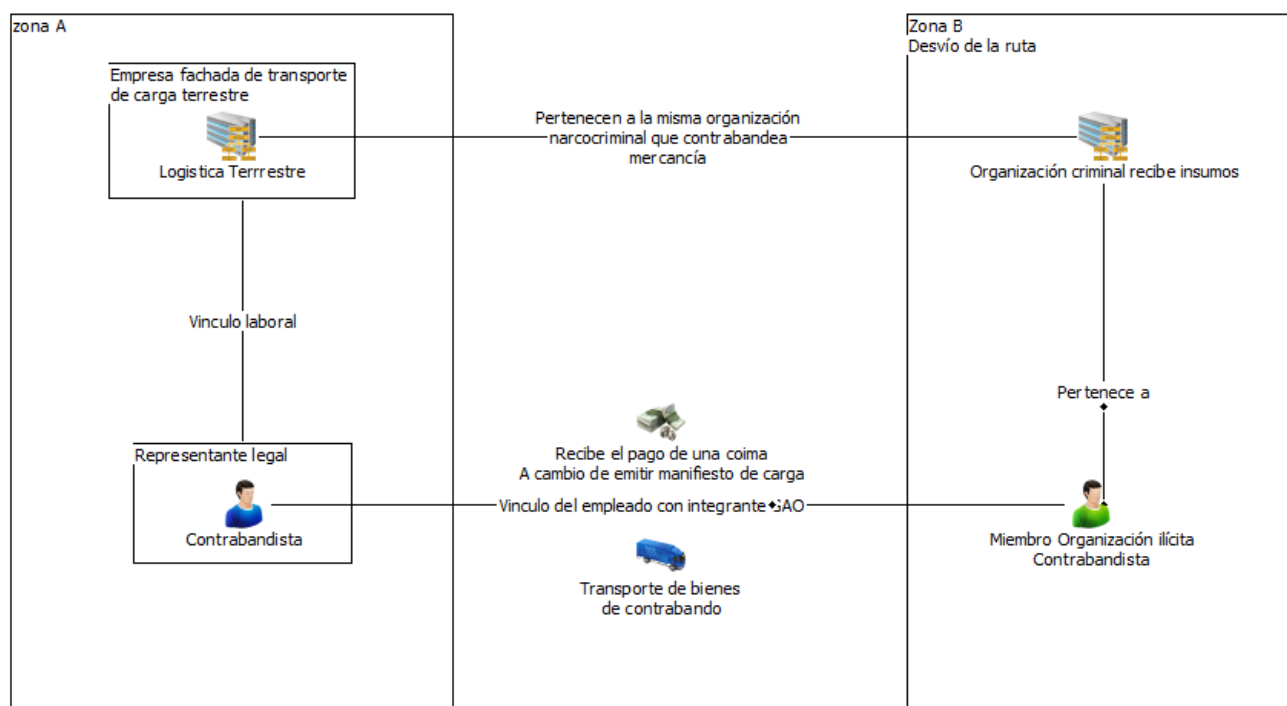 zona A
Empresa fachada de transporte
de carga terrestre
Logistica Terrrestre
Vinculo laboral
Representante legal
Contrabandista
Pertenecen a la misma organización
narcocriminal que contrabandea
mercancía
Recibe el pago de una coima
A cambio de emitir manifiesto de carga
Vinculo del empleado con integrante GAO
Transporte de bienes
de contrabando
Zona B
Desvío de la ruta
Organización criminal recibe insumos
Pertenece a
Miembro Organización ilícita
Contrabandista